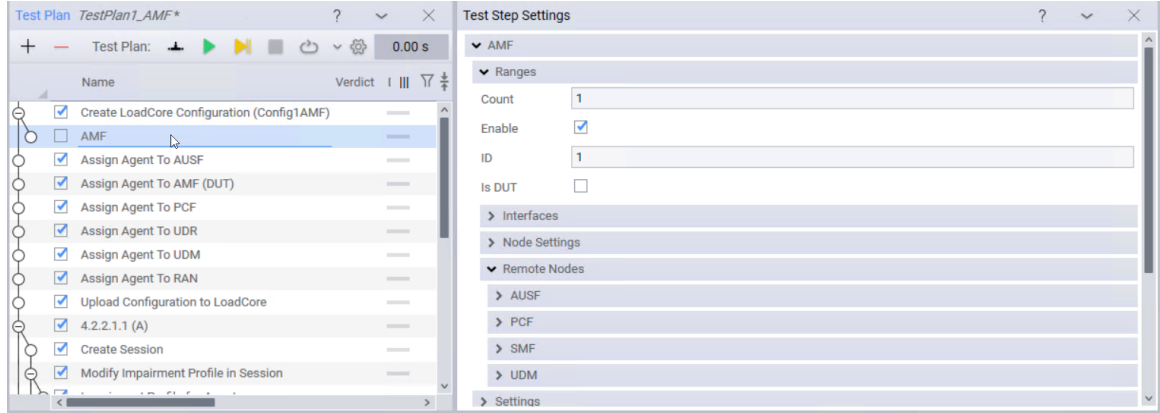 Test Plan TestPlan1_AMF* ?
Test Plan: 0.00 s
Name Verdict
Create LoadCore Configuration (Config1AMF)
AMF
Assign Agent To AUSF
Assign Agent To AMF (DUT)
Assign Agent To PCF
Assign Agent To UDR
Assign Agent To UDM
Assign Agent To RAN
Upload Configuration to LoadCore
4.2.2.1.1 (A)
Create Session
Modify Impairment Profile in Session
Test Step Settings ?
AMF
Ranges
Count 1
Enable
ID 1
Is DUT
Interfaces
Node Settings
Remote Nodes
AUSF
PCF
SMF
UDM
Settings